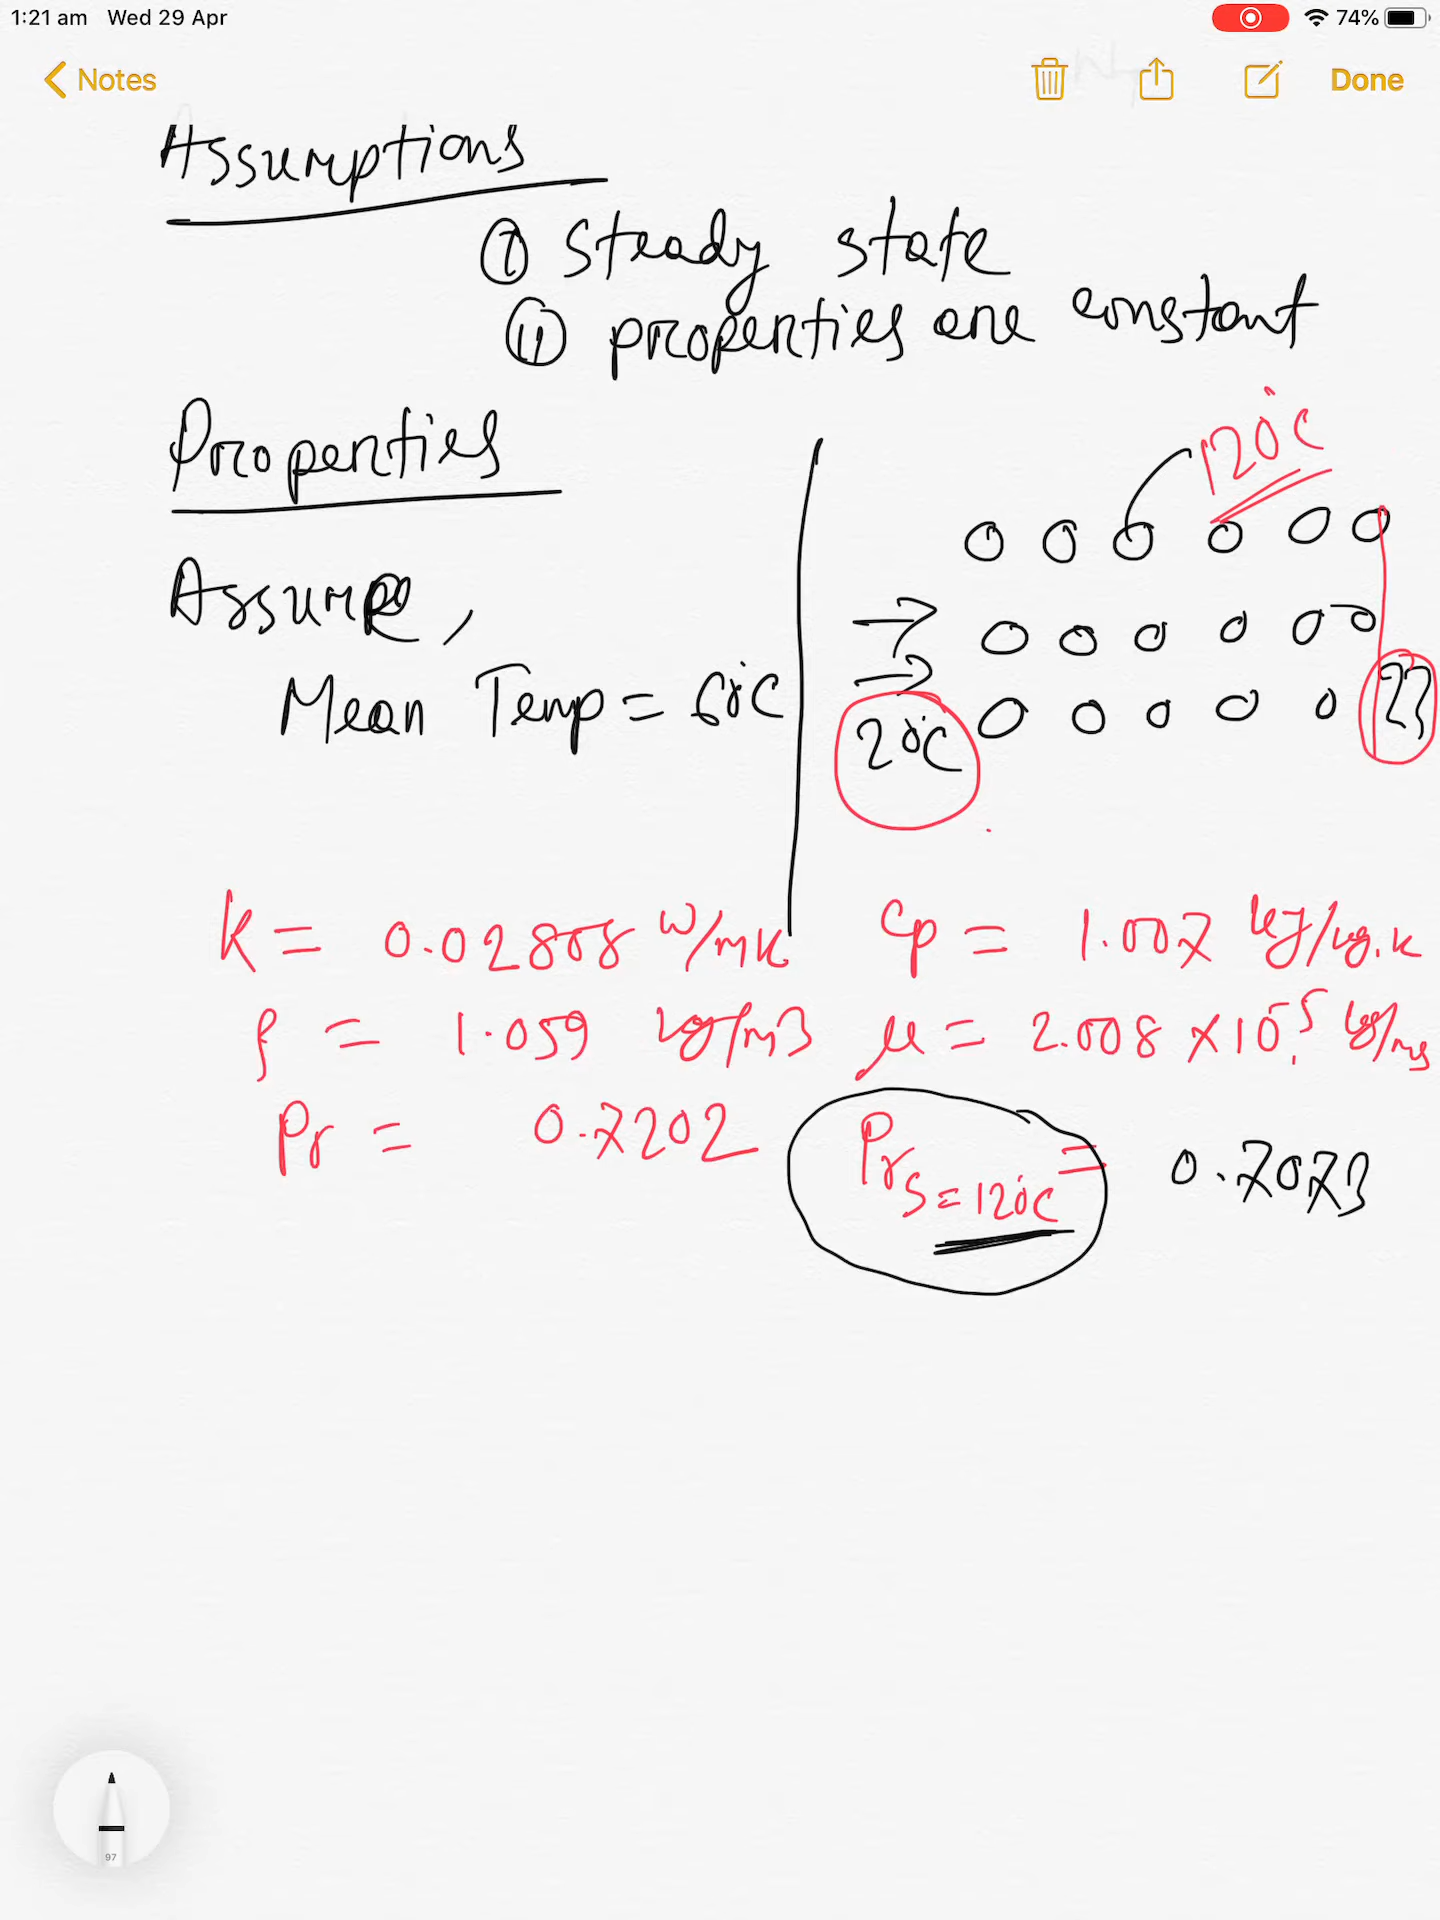 1:21 am Wed 29 Apr 74%
Notes Done
Assumptions
(I) Steady state
(II) properties are constant
Properties
120°C
Assume,
Mean Temp = 60°C
20°C
k = 0.02808 W/mK Cp = 1.007 kJ/kg.K
ρ = 1.059 kg/m3 μ = 2.008 × 10^-5 kg/ms
Pr = 0.7202 Pr s=120°C = 0.7073
97